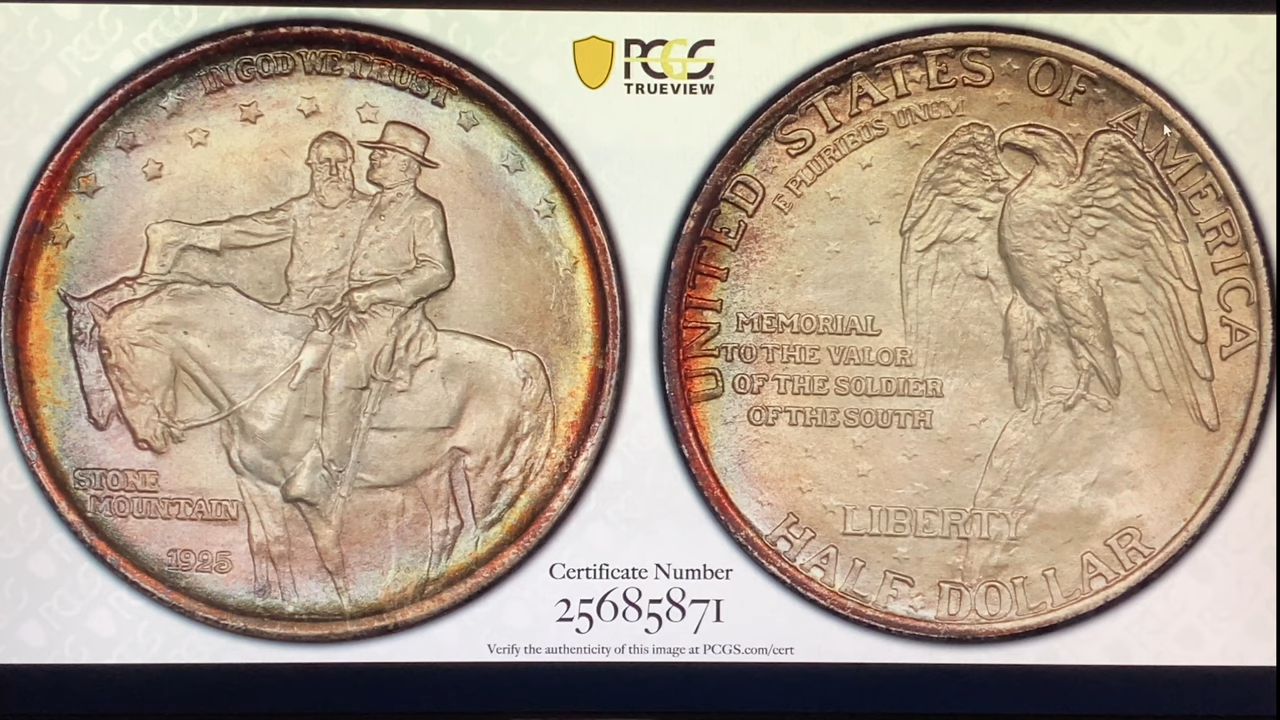 IN GOD WE TRUST
STONE
MOUNTAIN
1925
PCGS
TRUEVIEW
UNITED STATES OF AMERICA
E PLURIBUS UNUM
MEMORIAL
TO THE VALOR
OF THE SOLDIER
OF THE SOUTH
LIBERTY
HALF DOLLAR
Certificate Number
25685871
Verify the authenticity of this image at PCGS.com/cert